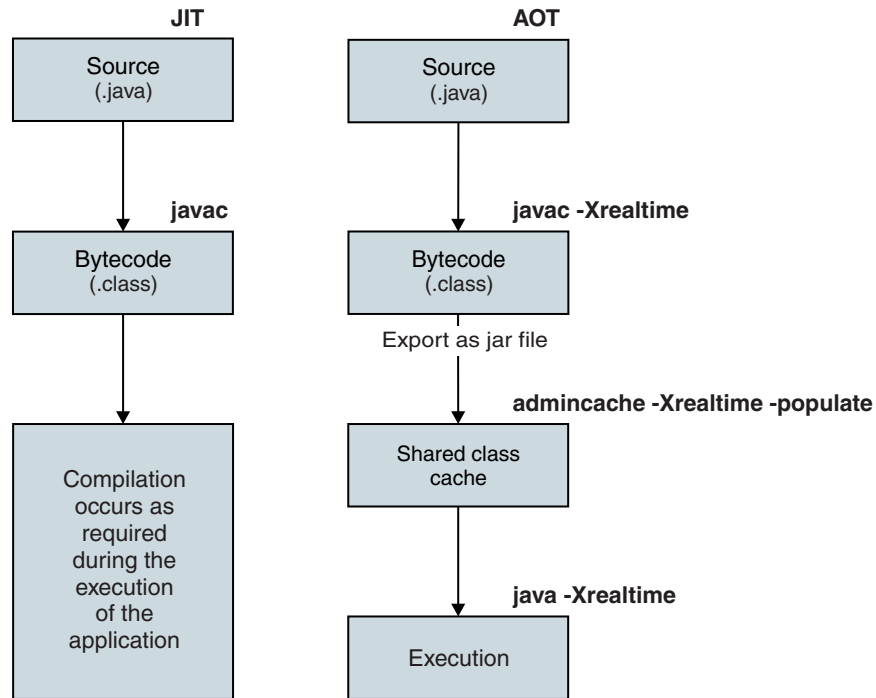 JIT
Source
(.java)
javac
Bytecode
(.class)
Compilation
occurs as
required
during the
execution
of the
application
AOT
Source
(.java)
javac -Xrealtime
Bytecode
(.class)
Export as jar file
admincache -Xrealtime -populate
Shared class
cache
java -Xrealtime
Execution